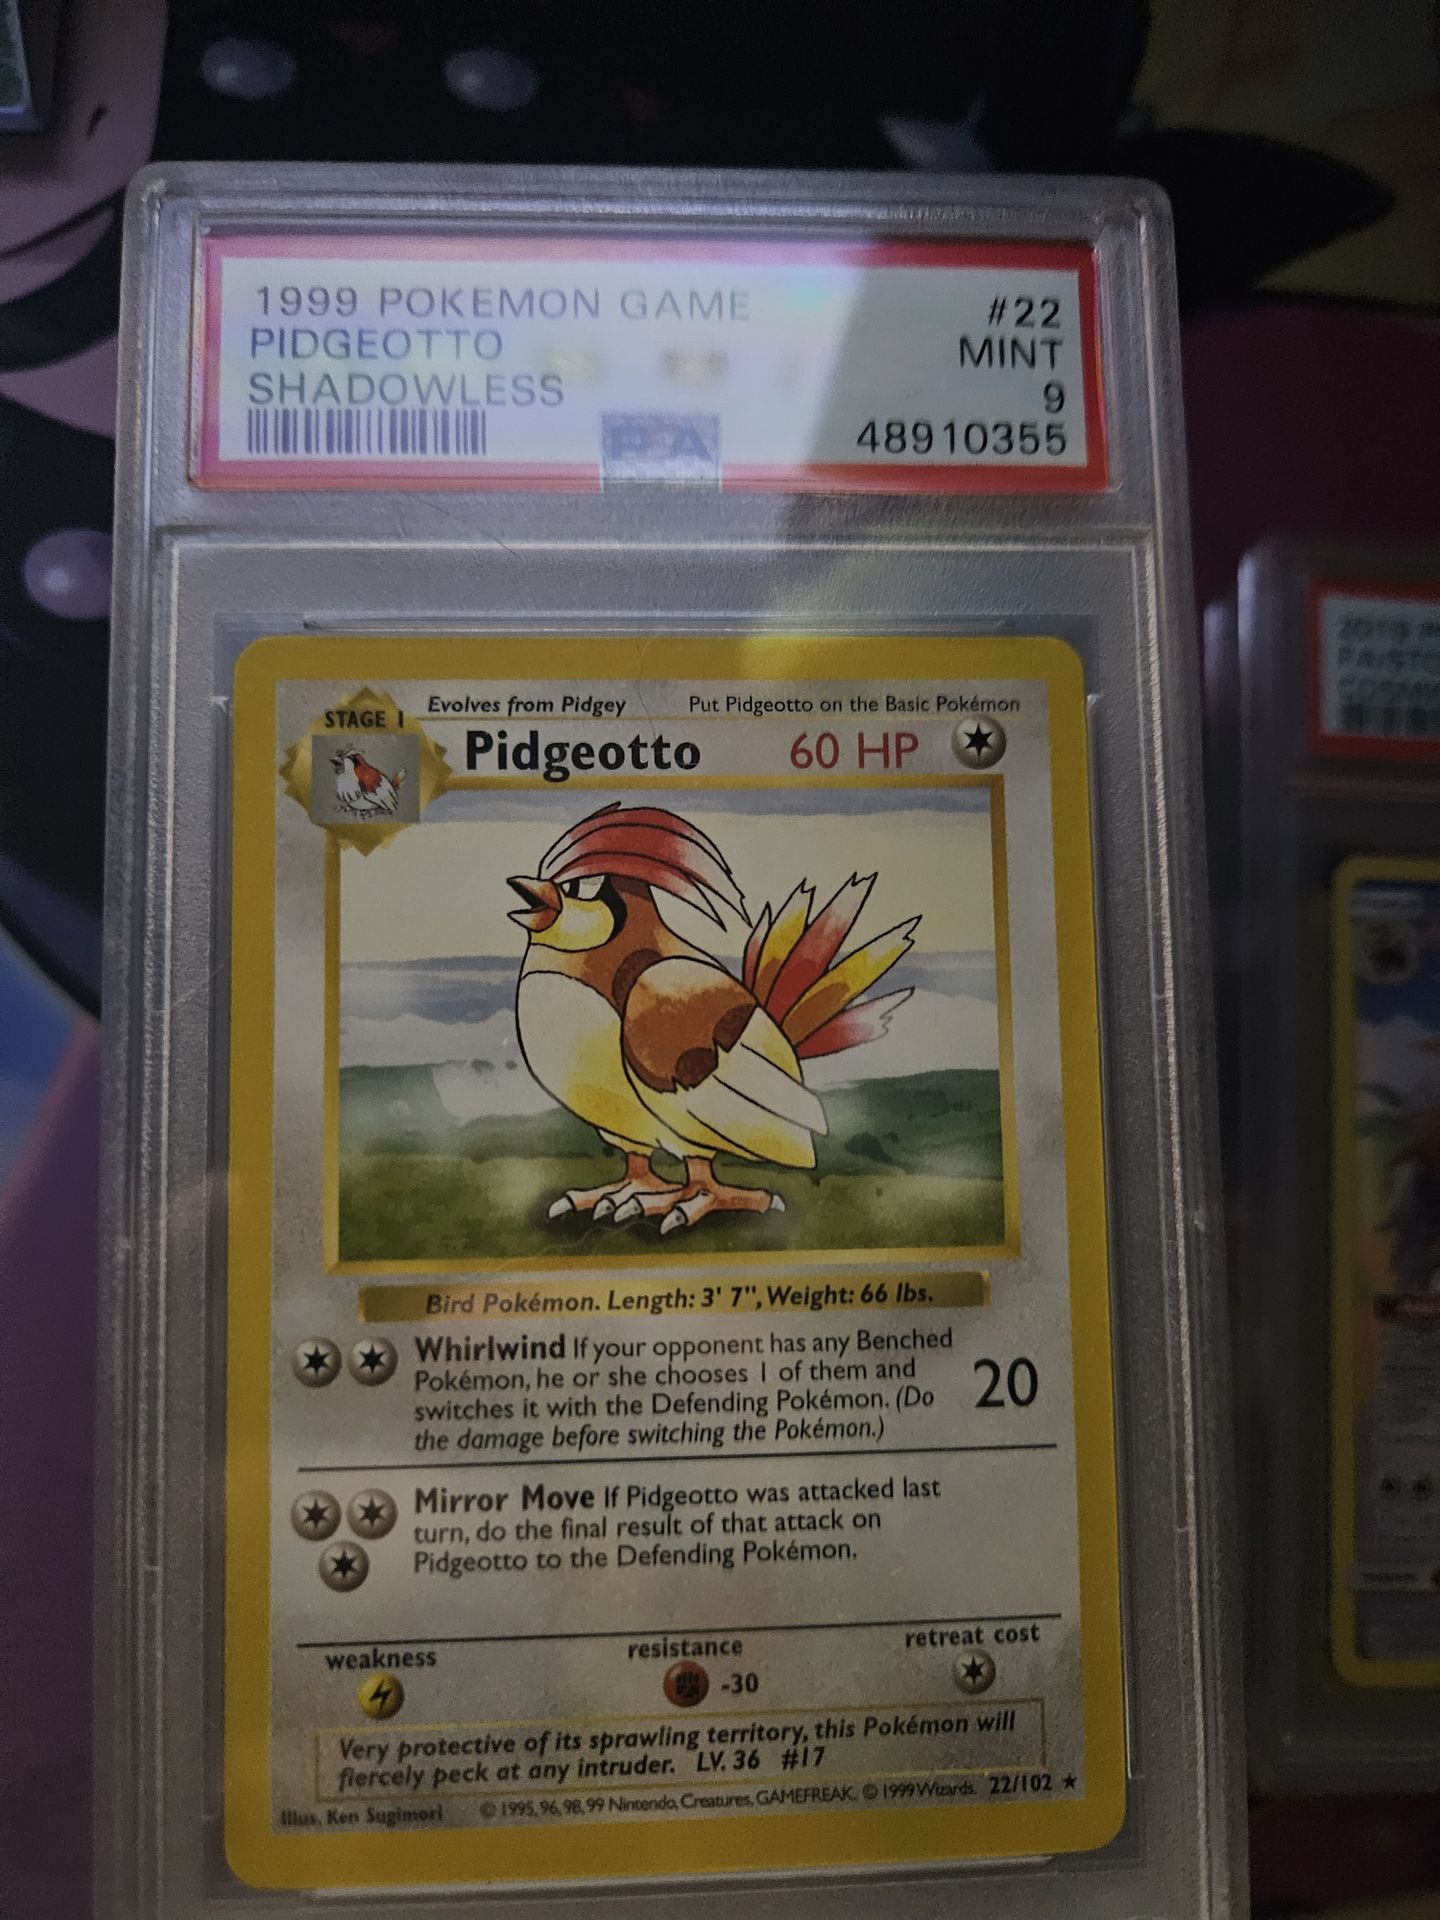 1999 POKEMON GAME
#22
PIDGEOTTO
MINT
SHADOWLESS
9
PSA
48910355
STAGE 1
Evolves from Pidgey
Put Pidgeotto on the Basic Pokémon
Pidgeotto
60 HP
Bird Pokémon. Length: 3' 7", Weight: 66 lbs.
Whirlwind If your opponent has any Benched
Pokémon, he or she chooses 1 of them and
switches it with the Defending Pokémon. (Do
the damage before switching the Pokémon.)
20
Mirror Move If Pidgeotto was attacked last
turn, do the final result of that attack on
Pidgeotto to the Defending Pokémon.
weakness
resistance
retreat cost
-30
Very protective of its sprawling territory, this Pokémon will
fiercely peck at any intruder. LV. 36 #17
Illus. Ken Sugimori
© 1995, 96, 98, 99 Nintendo, Creatures, GAMEFREAK. © 1999 Wizards.
22/102 ★